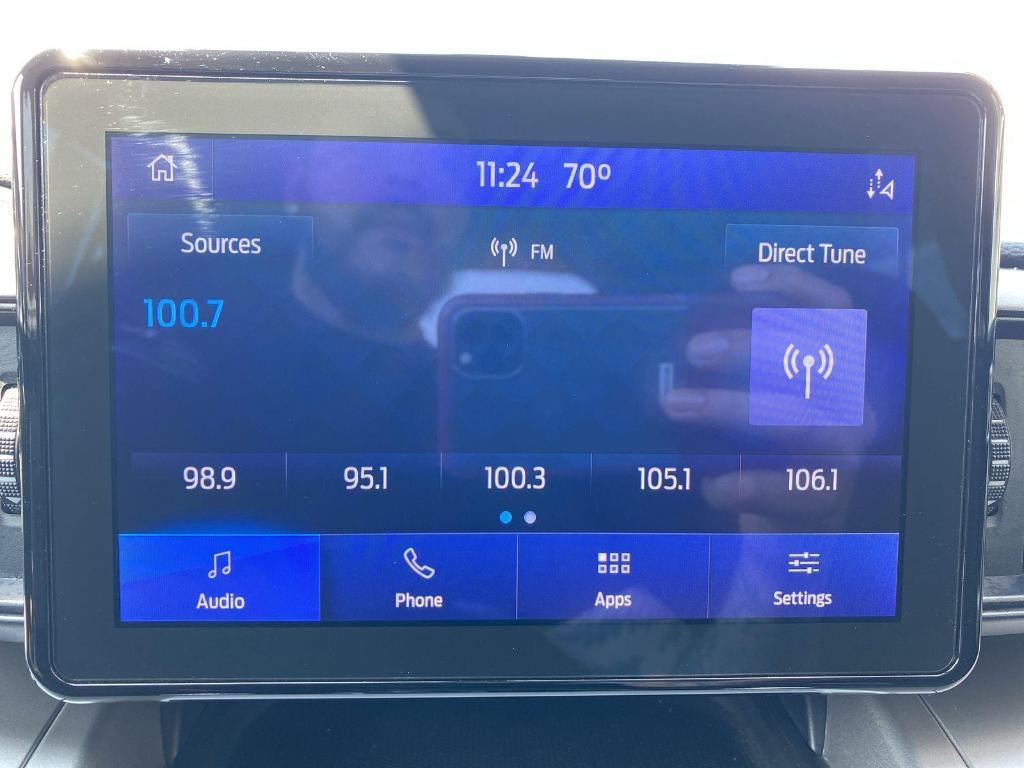 11:24 70º
Sources
FM
Direct Tune
100.7
98.9 95.1 100.3 105.1 106.1
Audio Phone Apps Settings